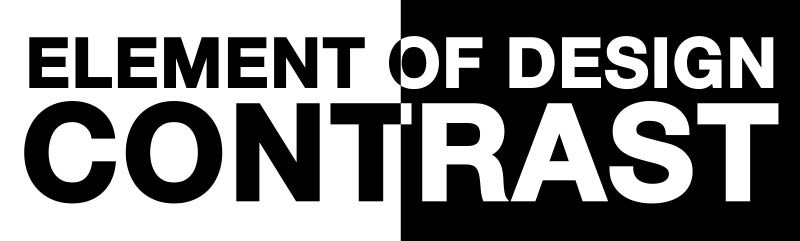 ELEMENT OF DESIGN
CONTRAST